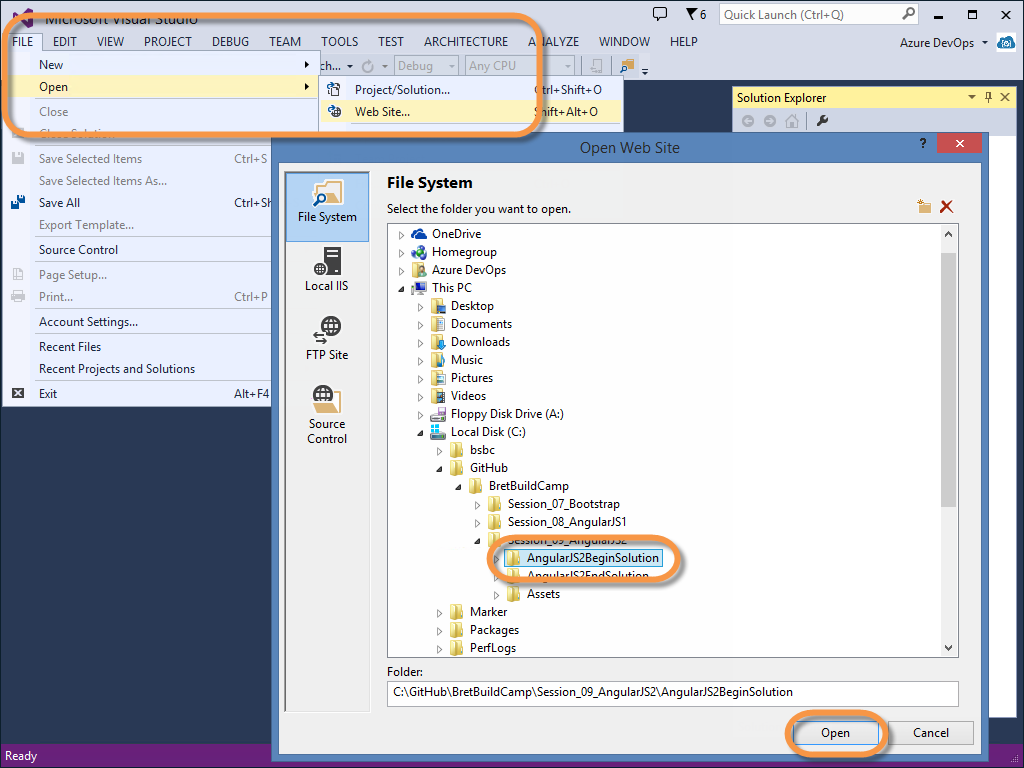 Microsoft Visual Studio
6
Quick Launch (Ctrl+Q)
FILE EDIT VIEW PROJECT DEBUG TEAM TOOLS TEST ARCHITECTURE ANALYZE WINDOW HELP
Azure DevOps
Debug Any CPU
New
Open
Close
Save Selected Items Ctrl+S
Save Selected Items As...
Save All
Export Template...
Source Control
Page Setup...
Print... Ctrl+P
Account Settings...
Recent Files
Recent Projects and Solutions
Exit Alt+F4
Project/Solution... Ctrl+Shift+O
Web Site... Shift+Alt+O
Solution Explorer
Open Web Site
?
File System
Local IIS
FTP Site
Source
Control
File System
Select the folder you want to open.
OneDrive
Homegroup
Azure DevOps
This PC
Desktop
Documents
Downloads
Music
Pictures
Videos
Floppy Disk Drive (A:)
Local Disk (C:)
bsbc
GitHub
BretBuildCamp
Session_07_Bootstrap
Session_08_AngularJS1
Session_09_AngularJS2
AngularJS2BeginSolution
AngularJS2EndSolution
Assets
Marker
Packages
PerfLogs
Folder:
C:\GitHub\BretBuildCamp\Session_09_AngularJS2\AngularJS2BeginSolution
Open Cancel
Ready